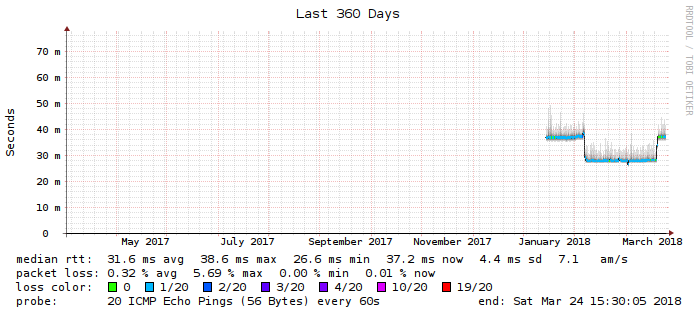 Last 360 Days
RRDTOOL / TOBI OETIKER
Seconds
70 m
60 m
50 m
40 m
30 m
20 m
10 m
0
May 2017 July 2017 September 2017 November 2017 January 2018 March 2018
median rtt: 31.6 ms avg 38.6 ms max 26.6 ms min 37.2 ms now 4.4 ms sd 7.1 am/s
packet loss: 0.32 % avg 5.69 % max 0.00 % min 0.01 % now
loss color: 0 1/20 2/20 3/20 4/20 10/20 19/20
probe: 20 ICMP Echo Pings (56 Bytes) every 60s end: Sat Mar 24 15:30:05 2018